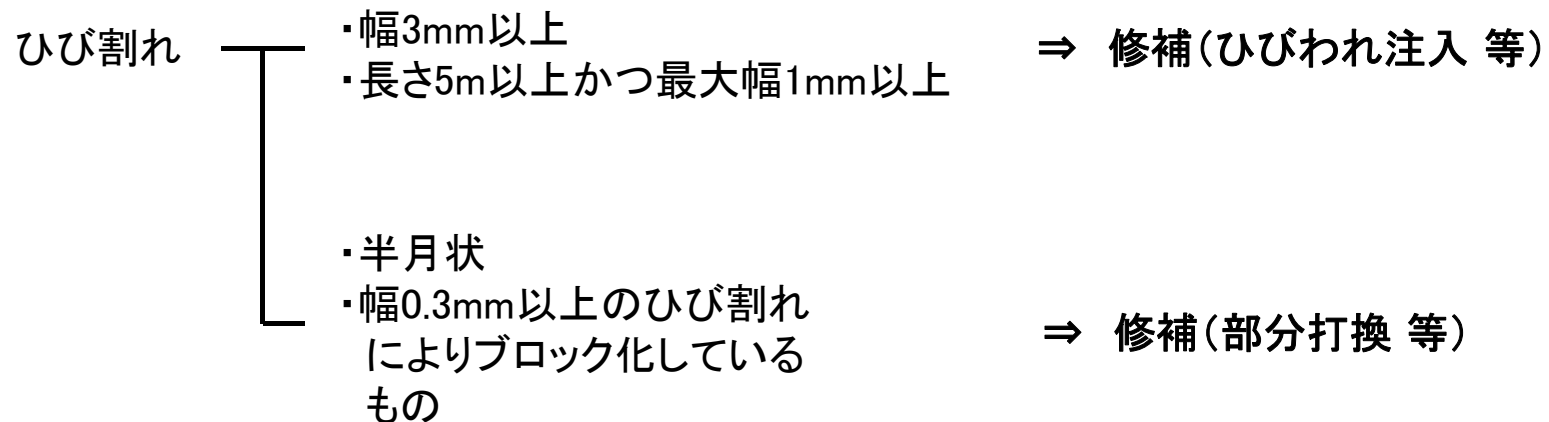 ひび割れ
・幅3mm以上
・長さ5m以上かつ最大幅1mm以上
⇒ 修補(ひびわれ注入 等)
・半月状
・幅0.3mm以上のひび割れ
によりブロック化している
もの
⇒ 修補(部分打換 等)